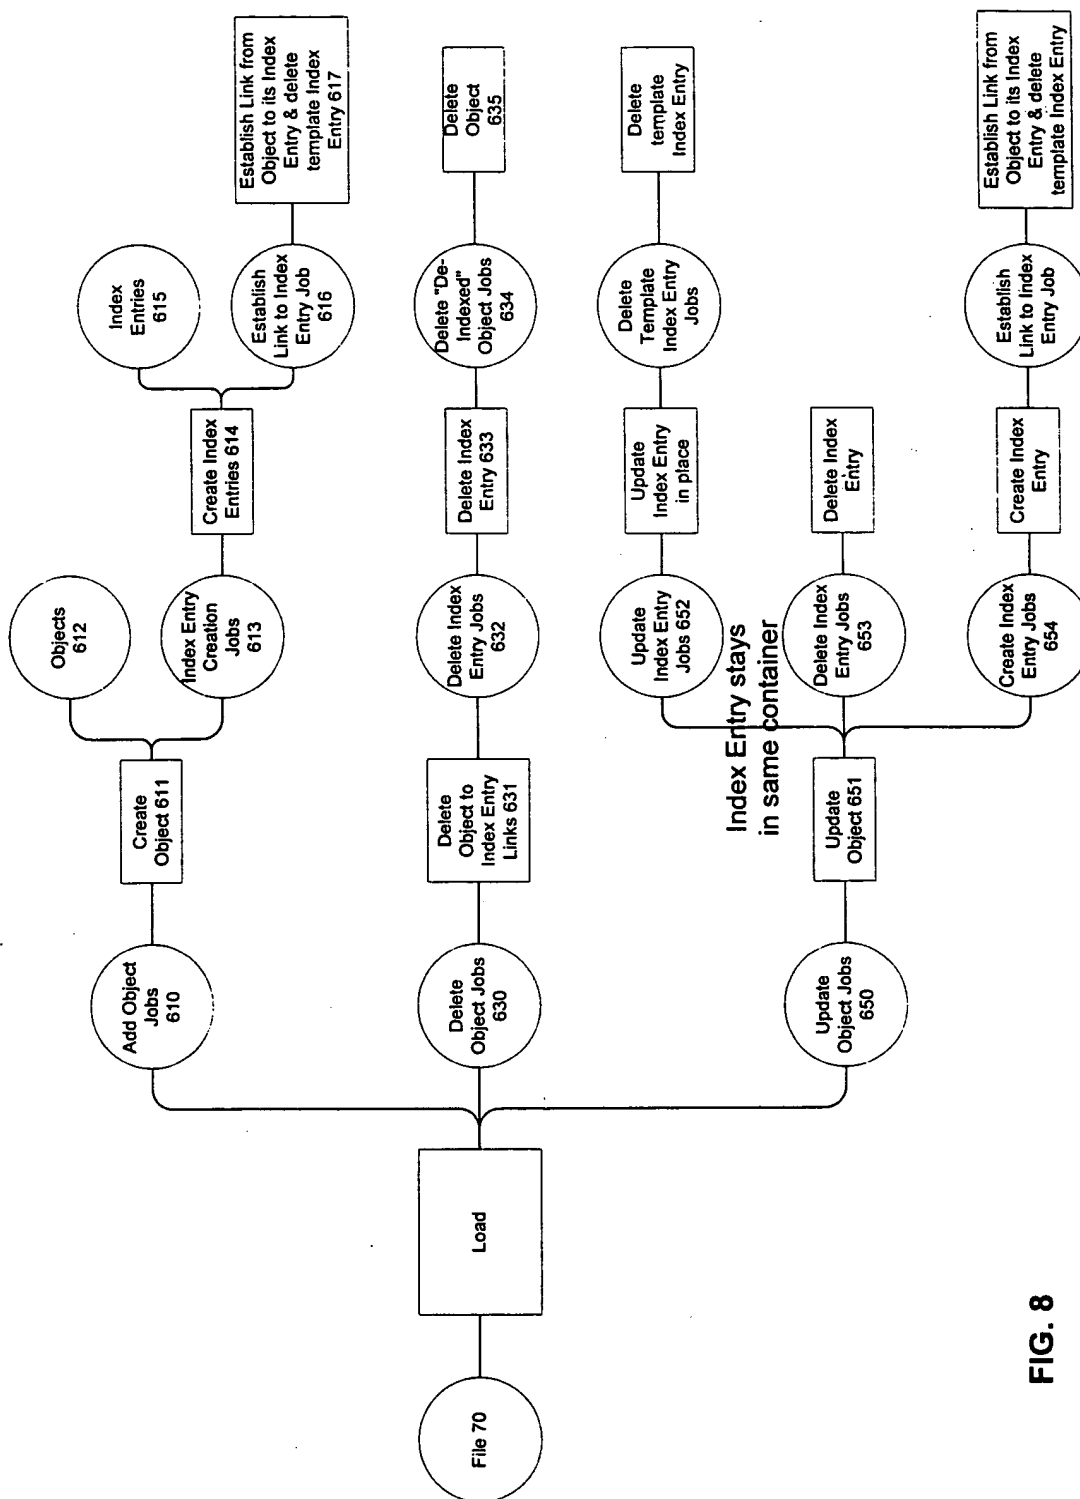 File 70
Load
Add Object
Jobs
610
Create
Object 611
Objects
612
Index Entry
Creation
Jobs
613
Create Index
Entries 614
Index
Entries
615
Establish
Link to Index
Entry Job
616
Establish Link from
Object to its Index
Entry & delete
template Index
Entry 617
Delete
Object Jobs
630
Delete
Object to
Index Entry
Links 631
Delete Index
Entry Jobs
632
Delete Index
Entry 633
Delete "De-
Indexed"
Object Jobs
634
Delete
Object
635
Update
Object Jobs
650
Update
Object 651
Index Entry stays
in same container
Update
Index Entry
Jobs 652
Update
Index Entry
in place
Delete
Template
Index Entry
Jobs
Delete
template
Index Entry
Delete Index
Entry Jobs
653
Delete Index
Entry
Create Index
Entry Jobs
654
Create Index
Entry
Establish
Link to Index
Entry Job
Establish Link from
Object to its Index
Entry & delete
template Index Entry
FIG. 8